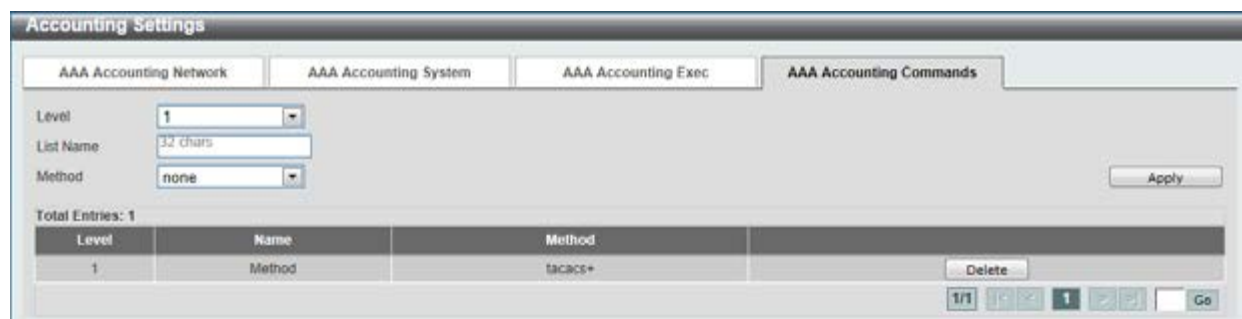 Accounting Settings
AAA Accounting Network AAA Accounting System AAA Accounting Exec AAA Accounting Commands
Level 1
List Name 32 chars
Method none Apply
Total Entries: 1
Level Name Method
1 Method tacacs+ Delete
1/1 |< < 1 > >| Go